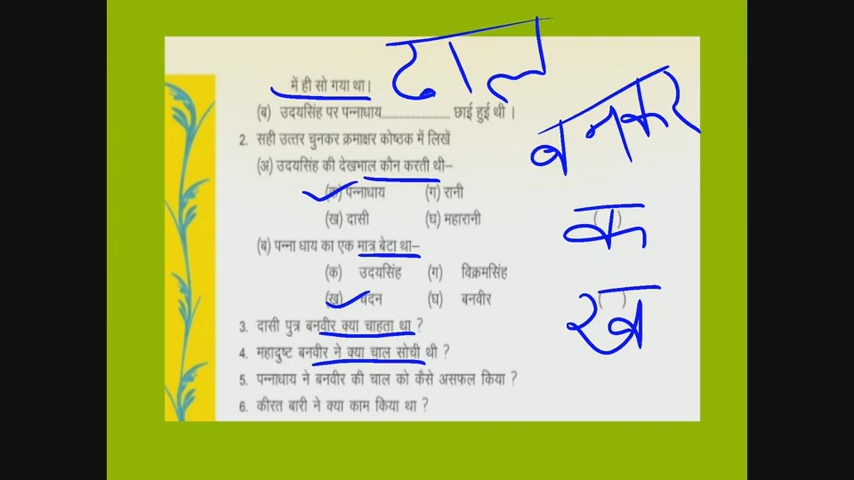 में ही सो गया था। ढाल
(ब) उदयसिंह पर पन्नाधाय........................ छाई हुई थी । बनकर
2. सही उत्तर चुनकर क्रमाक्षर कोष्ठक में लिखें
(अ) उदयसिंह की देखभाल कौन करती थी–
(क) पन्नाधाय (ग) रानी
(ख) दासी (घ) महारानी (क)
(ब) पन्ना धाय का एक मात्र बेटा था–
(क) उदयसिंह (ग) विक्रमसिंह
(ख) चंदन (घ) बनवीर (ख)
3. दासी पुत्र बनवीर क्या चाहता था ?
4. महादुष्ट बनवीर ने क्या चाल सोची थी ?
5. पन्नाधाय ने बनवीर की चाल को कैसे असफल किया ?
6. कीरत बारी ने क्या काम किया था ?